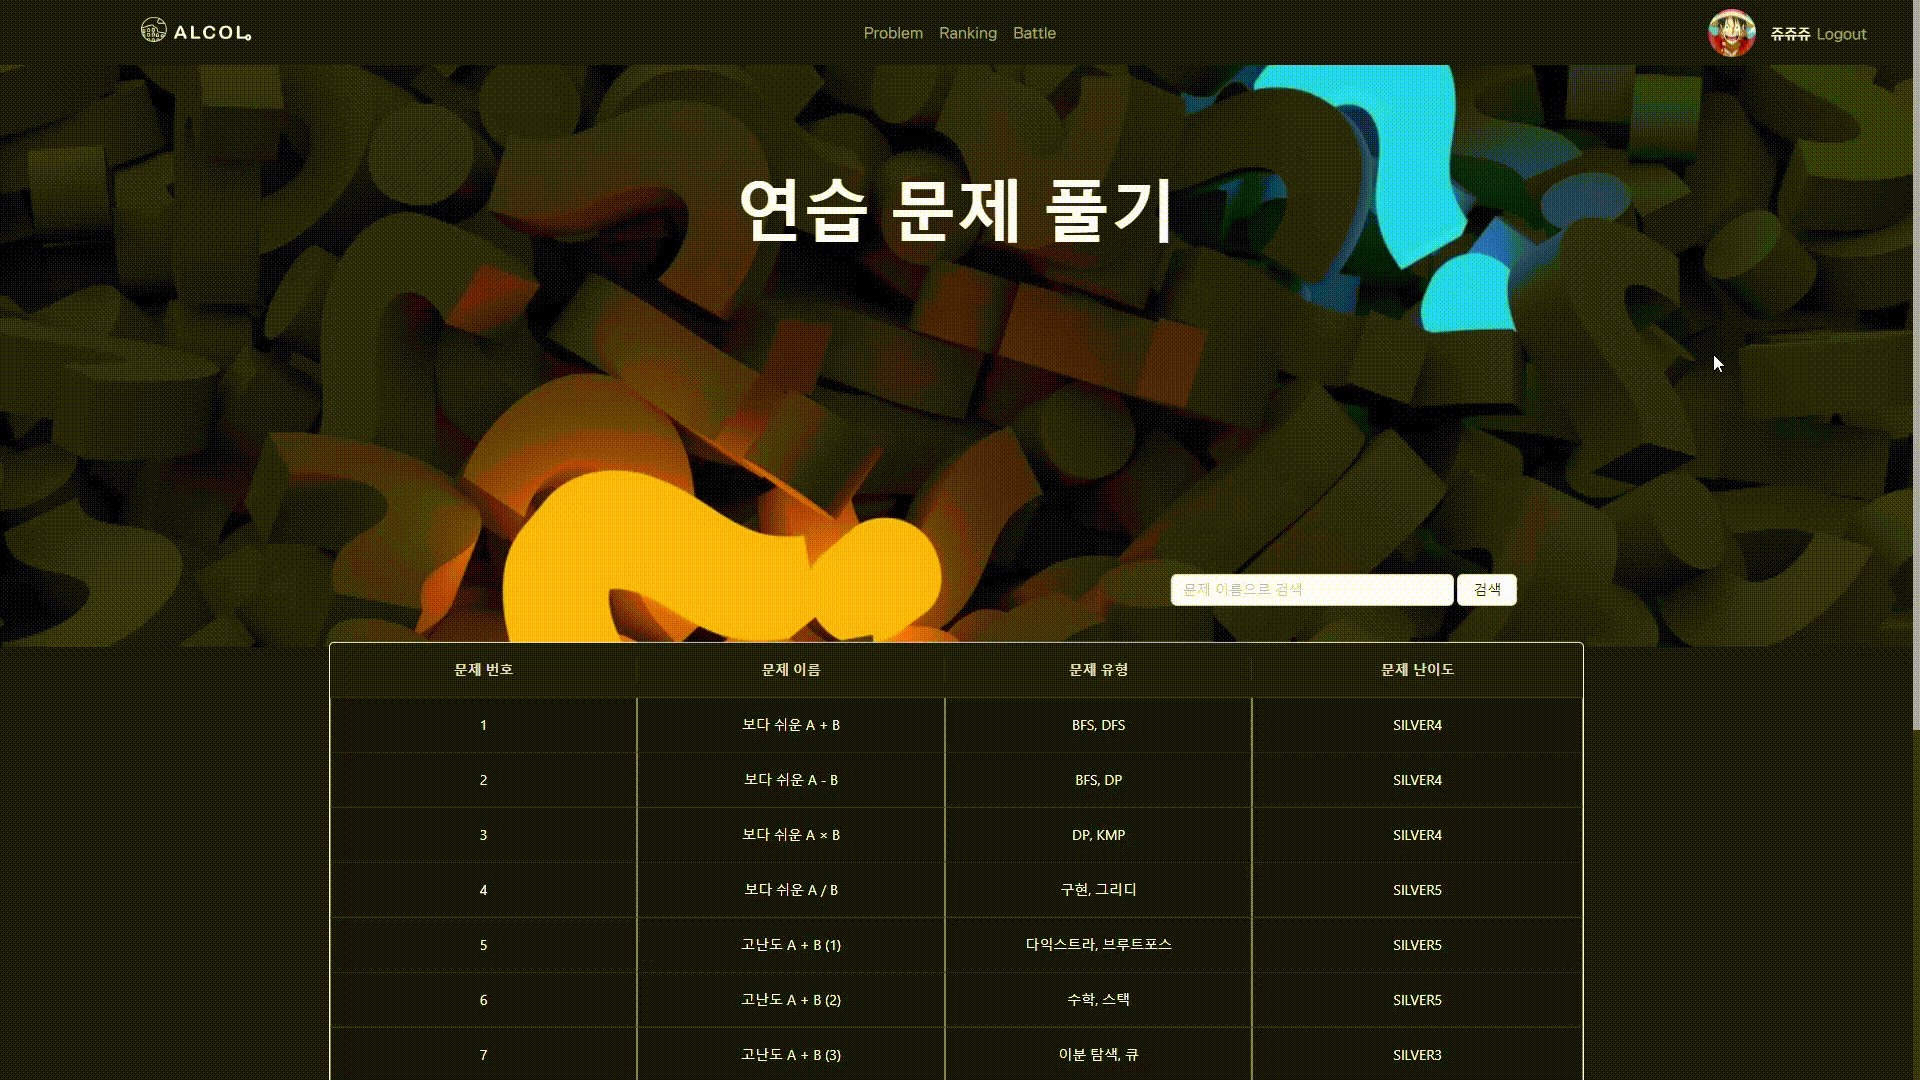 ALCOL
Problem Ranking Battle
쥬쥬쥬 Logout
연습 문제 풀기
문제 이름으로 검색 검색
문제 번호 문제 이름 문제 유형 문제 난이도
1 보다 쉬운 A + B BFS, DFS SILVER4
2 보다 쉬운 A - B BFS, DP SILVER4
3 보다 쉬운 A × B DP, KMP SILVER4
4 보다 쉬운 A / B 구현, 그리디 SILVER5
5 고난도 A + B (1) 다익스트라, 브루트포스 SILVER5
6 고난도 A + B (2) 수학, 스택 SILVER5
7 고난도 A + B (3) 이분 탐색, 큐 SILVER3